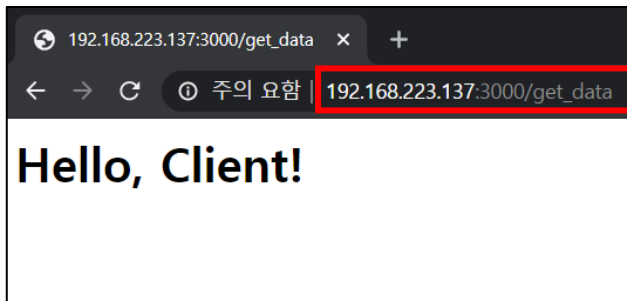 192.168.223.137:3000/get_data
주의 요함 | 192.168.223.137:3000/get_data
Hello, Client!